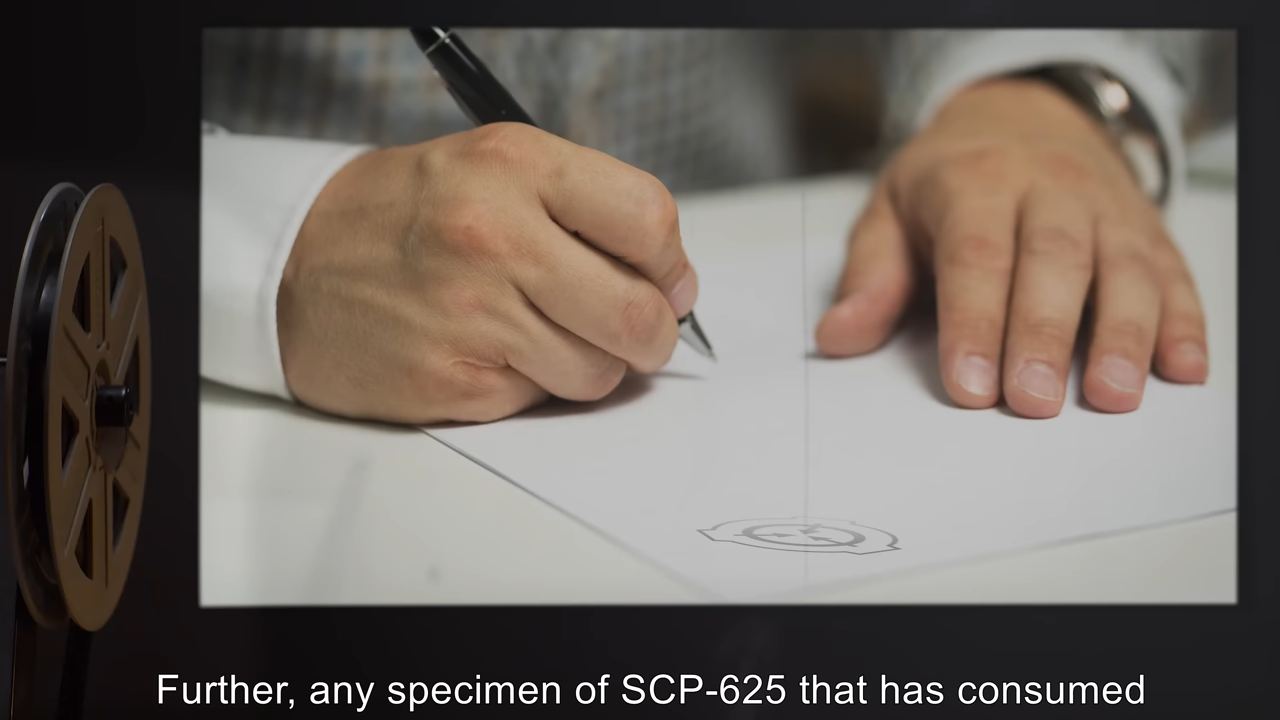 Further, any specimen of SCP-625 that has consumed